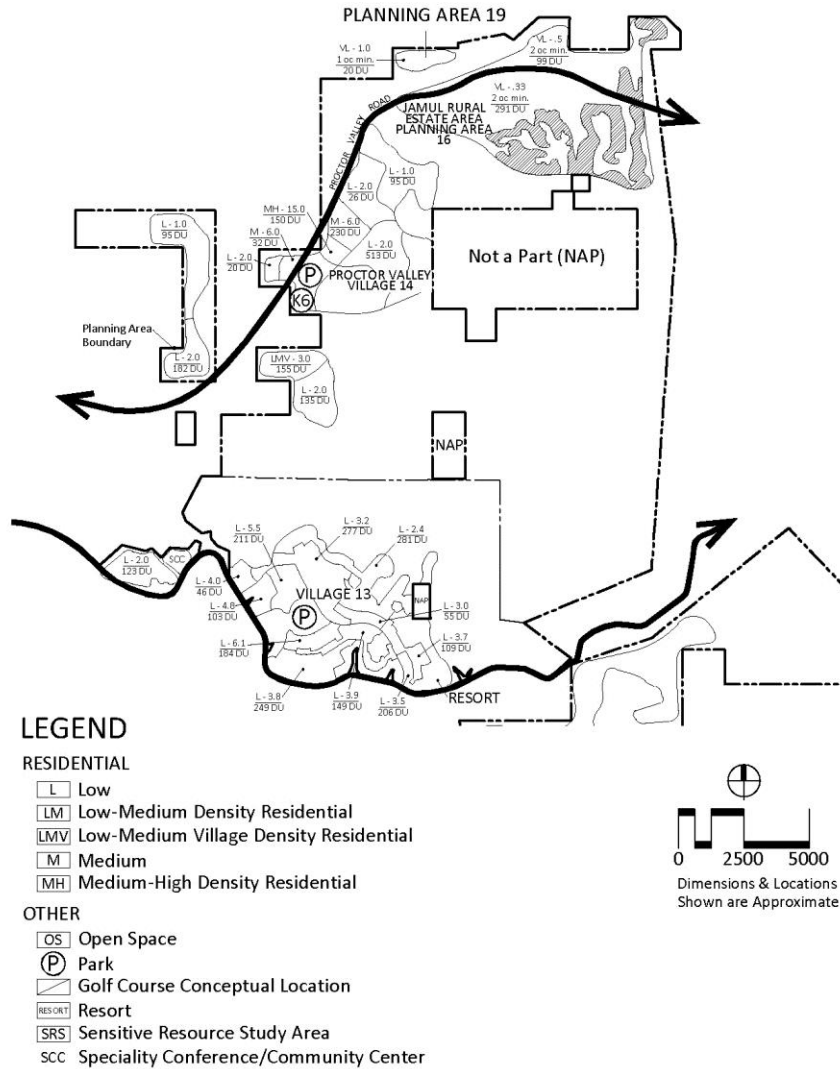 PLANNING AREA 19
VL - 1.0
1 oc min.
20 DU
VL - .5
2 oc min.
99 DU
VL - .33
2 oc min.
291 DU
PROCTOR VALLEY ROAD
JAMUL RURAL
ESTATE AREA
PLANNING AREA
16
L - 1.0
95 DU
L - 2.0
26 DU
MH - 15.0
150 DU
M - 6.0
230 DU
M - 6.0
32 DU
L - 2.0
513 DU
L - 2.0
20 DU
L - 1.0
95 DU
P
PROCTOR VALLEY
VILLAGE 14
K6
Not a Part (NAP)
Planning Area
Boundary
L - 2.0
182 DU
LMV - 3.0
155 DU
L - 2.0
135 DU
NAP
L - 2.0
123 DU
SCC
L - 5.5
211 DU
L - 3.2
277 DU
L - 2.4
281 DU
L - 4.0
46 DU
L - 4.8
103 DU
VILLAGE 13
P
NAP
L - 3.0
55 DU
L - 6.1
184 DU
L - 3.7
109 DU
L - 3.8
249 DU
L - 3.9
149 DU
L - 3.5
206 DU
RESORT
LEGEND
RESIDENTIAL
L Low
LM Low-Medium Density Residential
LMV Low-Medium Village Density Residential
M Medium
MH Medium-High Density Residential
OTHER
OS Open Space
P Park
Golf Course Conceptual Location
RESORT Resort
SRS Sensitive Resource Study Area
SCC Speciality Conference/Community Center
0 2500 5000
Dimensions & Locations
Shown are Approximate